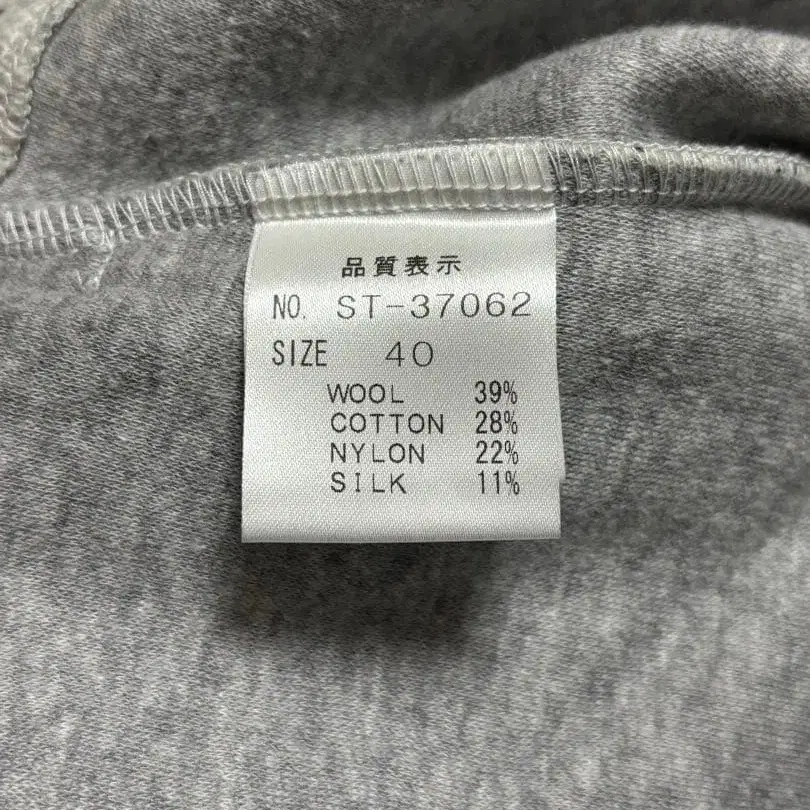 品質表示
NO. ST-37062
SIZE 40
WOOL 39%
COTTON 28%
NYLON 22%
SILK 11%